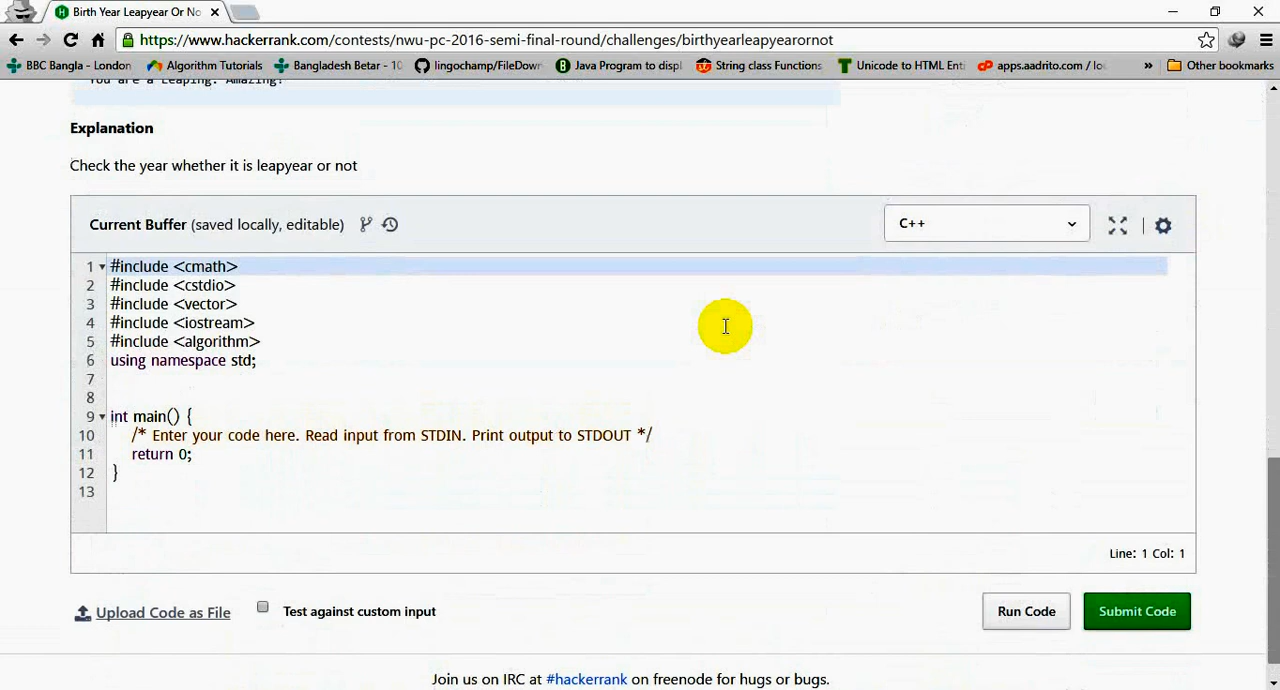 Birth Year Leapyear Or No
https://www.hackerrank.com/contests/nwu-pc-2016-semi-final-round/challenges/birthyearleapyearornot
BBC Bangla - London Algorithm Tutorials Bangladesh Betar - 10 lingochamp/FileDown Java Program to displ String class Functions Unicode to HTML Enti apps.aadrito.com / lo » Other bookmarks
You are a Leaping. Amazing!
Explanation
Check the year whether it is leapyear or not
Current Buffer (saved locally, editable) C++
1 #include <cmath>
2 #include <cstdio>
3 #include <vector>
4 #include <iostream>
5 #include <algorithm>
6 using namespace std;
7
8
9 int main() {
10 /* Enter your code here. Read input from STDIN. Print output to STDOUT */
11 return 0;
12 }
13
Line: 1 Col: 1
Upload Code as File Test against custom input Run Code Submit Code
Join us on IRC at #hackerrank on freenode for hugs or bugs.